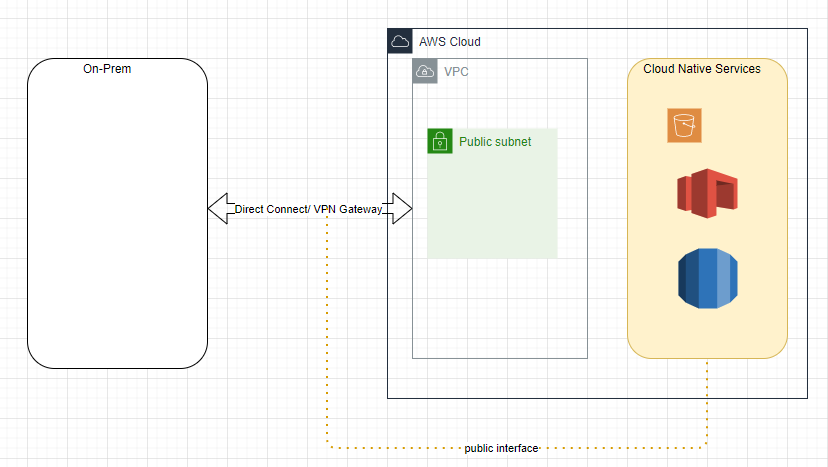 On-Prem
AWS Cloud
VPC
Cloud Native Services
Public subnet
Direct Connect/ VPN Gateway
public interface